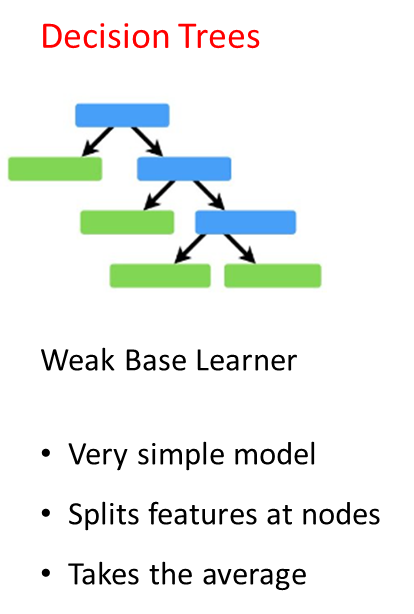 Decision Trees
Weak Base Learner
• Very simple model
• Splits features at nodes
• Takes the average